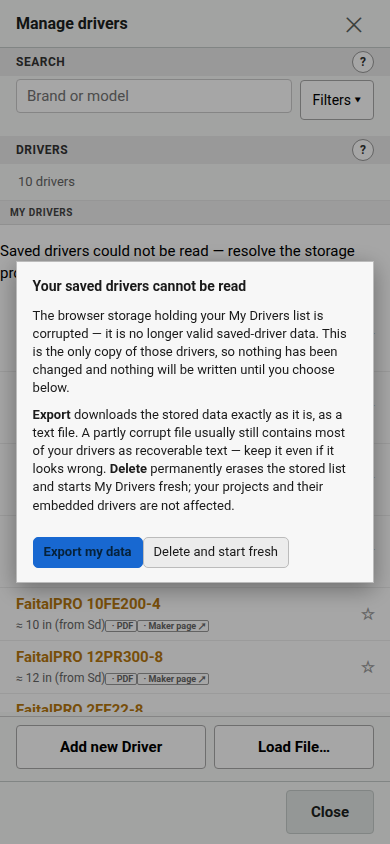 Manage drivers
SEARCH ?
Brand or model
Filters ▾
DRIVERS ?
10 drivers
MY DRIVERS
Saved drivers could not be read — resolve the storage
Your saved drivers cannot be read
The browser storage holding your My Drivers list is
corrupted — it is no longer valid saved-driver data. This
is the only copy of those drivers, so nothing has been
changed and nothing will be written until you choose
below.
Export downloads the stored data exactly as it is, as a
text file. A partly corrupt file usually still contains most
of your drivers as recoverable text — keep it even if it
looks wrong. Delete permanently erases the stored list
and starts My Drivers fresh; your projects and their
embedded drivers are not affected.
Export my data
Delete and start fresh
FaitalPRO 10FE200-4
≈ 10 in (from Sd) · PDF · Maker page ↗
FaitalPRO 12PR300-8
≈ 12 in (from Sd) · PDF · Maker page ↗
FaitalPRO 2FE22-8
Add new Driver
Load File…
Close